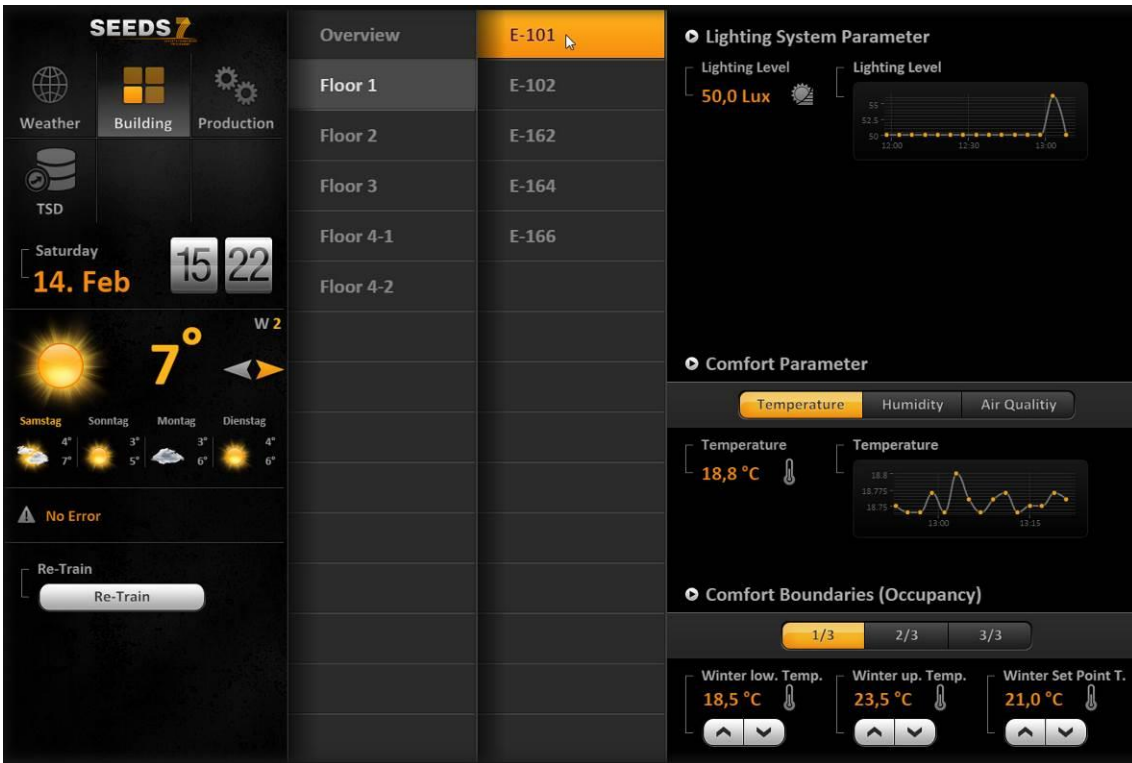 SEEDS
Weather
Building
Production
TSD
Saturday
14. Feb
15 22
W 2
7°
Samstag Sonntag Montag Dienstag
4° 3° 3° 4°
7° 5° 6° 6°
No Error
Re-Train
Re-Train
Overview
Floor 1
Floor 2
Floor 3
Floor 4-1
Floor 4-2
E-101
E-102
E-162
E-164
E-166
Lighting System Parameter
Lighting Level
50,0 Lux
Lighting Level
55
52.5
50
12:00 12:30 13:00
Comfort Parameter
Temperature Humidity Air Qualitiy
Temperature
18,8 °C
Temperature
18.8
18.775
18.75
13:00 13:15
Comfort Boundaries (Occupancy)
1/3 2/3 3/3
Winter low. Temp.
18,5 °C
Winter up. Temp.
23,5 °C
Winter Set Point T.
21,0 °C